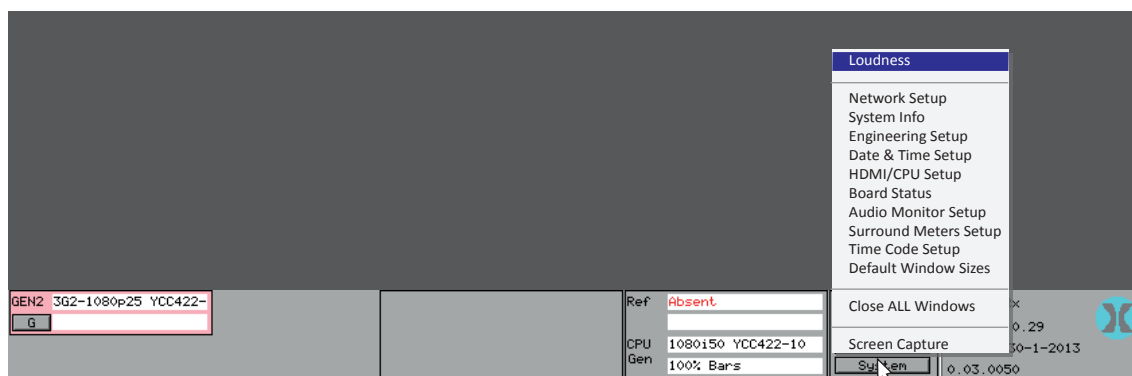 Loudness
Network Setup
System Info
Engineering Setup
Date & Time Setup
HDMI/CPU Setup
Board Status
Audio Monitor Setup
Surround Meters Setup
Time Code Setup
Default Window Sizes
Close ALL Windows
Screen Capture
GEN2 3G2-1080p25 YCC422-
G
Ref Absent
CPU Gen
1080i50 YCC422-10
100% Bars
System
x
0.29
30-1-2013
0.03.0050